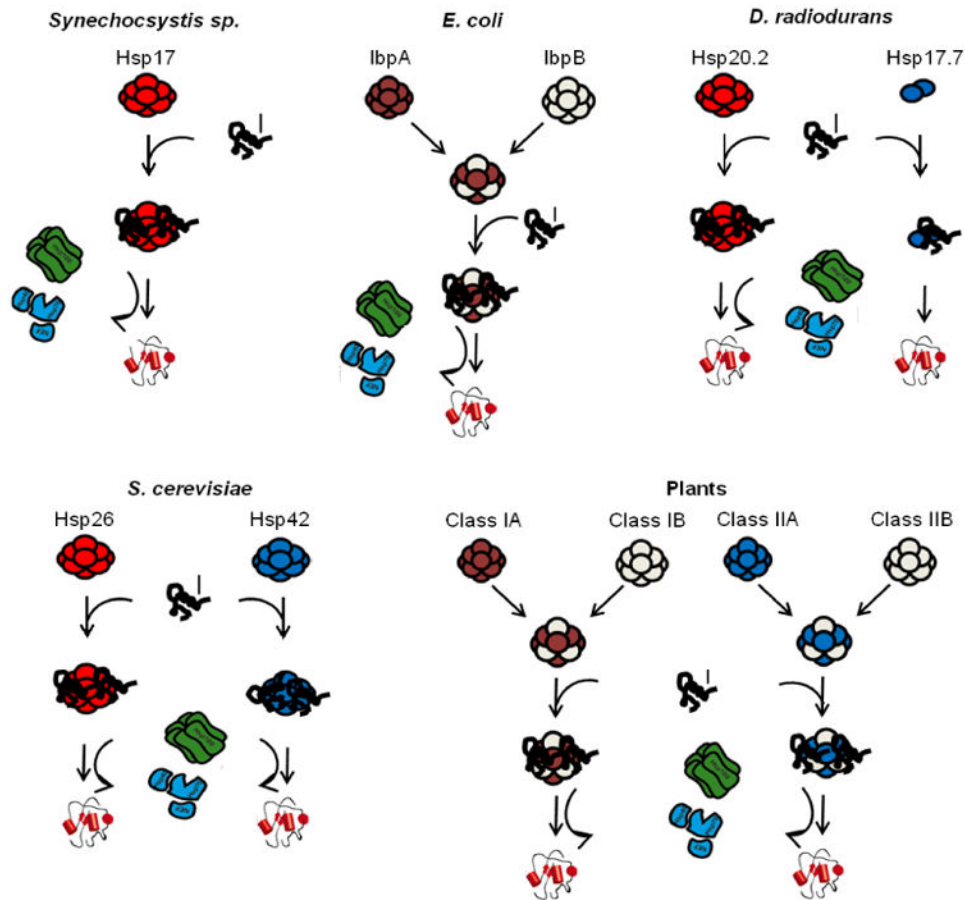 Synechocsystis sp.
Hsp17
I
E. coli
IbpA IbpB
I
D. radiodurans
Hsp20.2 Hsp17.7
I
S. cerevisiae
Hsp26 Hsp42
I
Plants
Class IA Class IB Class IIA Class IIB
I